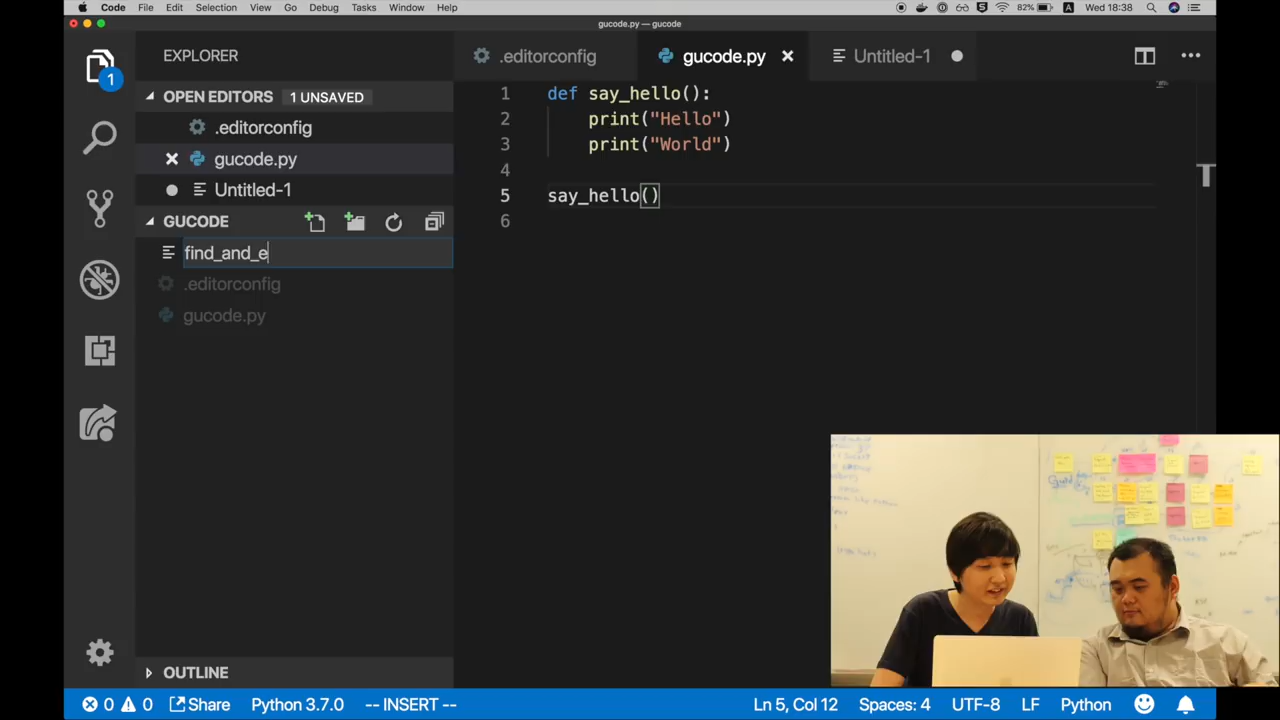 Code File Edit Selection View Go Debug Tasks Window Help 82% A Wed 18:38
gucode.py — gucode
EXPLORER
.editorconfig
gucode.py
Untitled-1
1
OPEN EDITORS 1 UNSAVED
.editorconfig
gucode.py
Untitled-1
GUCODE
find_and_e
.editorconfig
gucode.py
1 def say_hello():
2 print("Hello")
3 print("World")
4
5 say_hello()
6
OUTLINE
0 0 Share Python 3.7.0 -- INSERT -- Ln 5, Col 12 Spaces: 4 UTF-8 LF Python